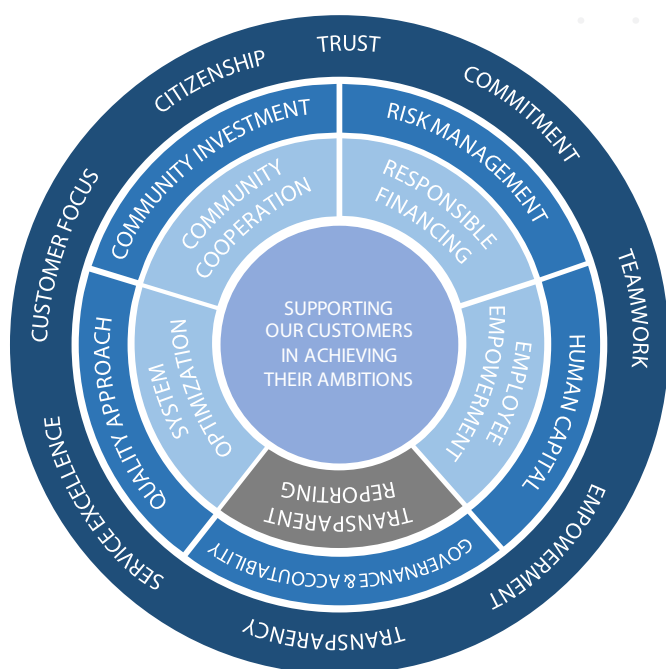 TRUST
COMMITMENT
TEAMWORK
EMPOWERMENT
TRANSPARENCY
SERVICE EXCELLENCE
CUSTOMER FOCUS
CITIZENSHIP
RISK MANAGEMENT
HUMAN CAPITAL
GOVERNANCE & ACCOUTABILITY
QUALITY APPROACH
COMMUNITY INVESTMENT
RESPONSIBLE
FINANCING
EMPLOYEE
EMPOWERMENT
TRANSPARENT
REPORTING
SYSTEM
OPTIMIZATION
COMMUNITY
COOPERATION
SUPPORTING
OUR CUSTOMERS
IN ACHIEVING
THEIR AMBITIONS